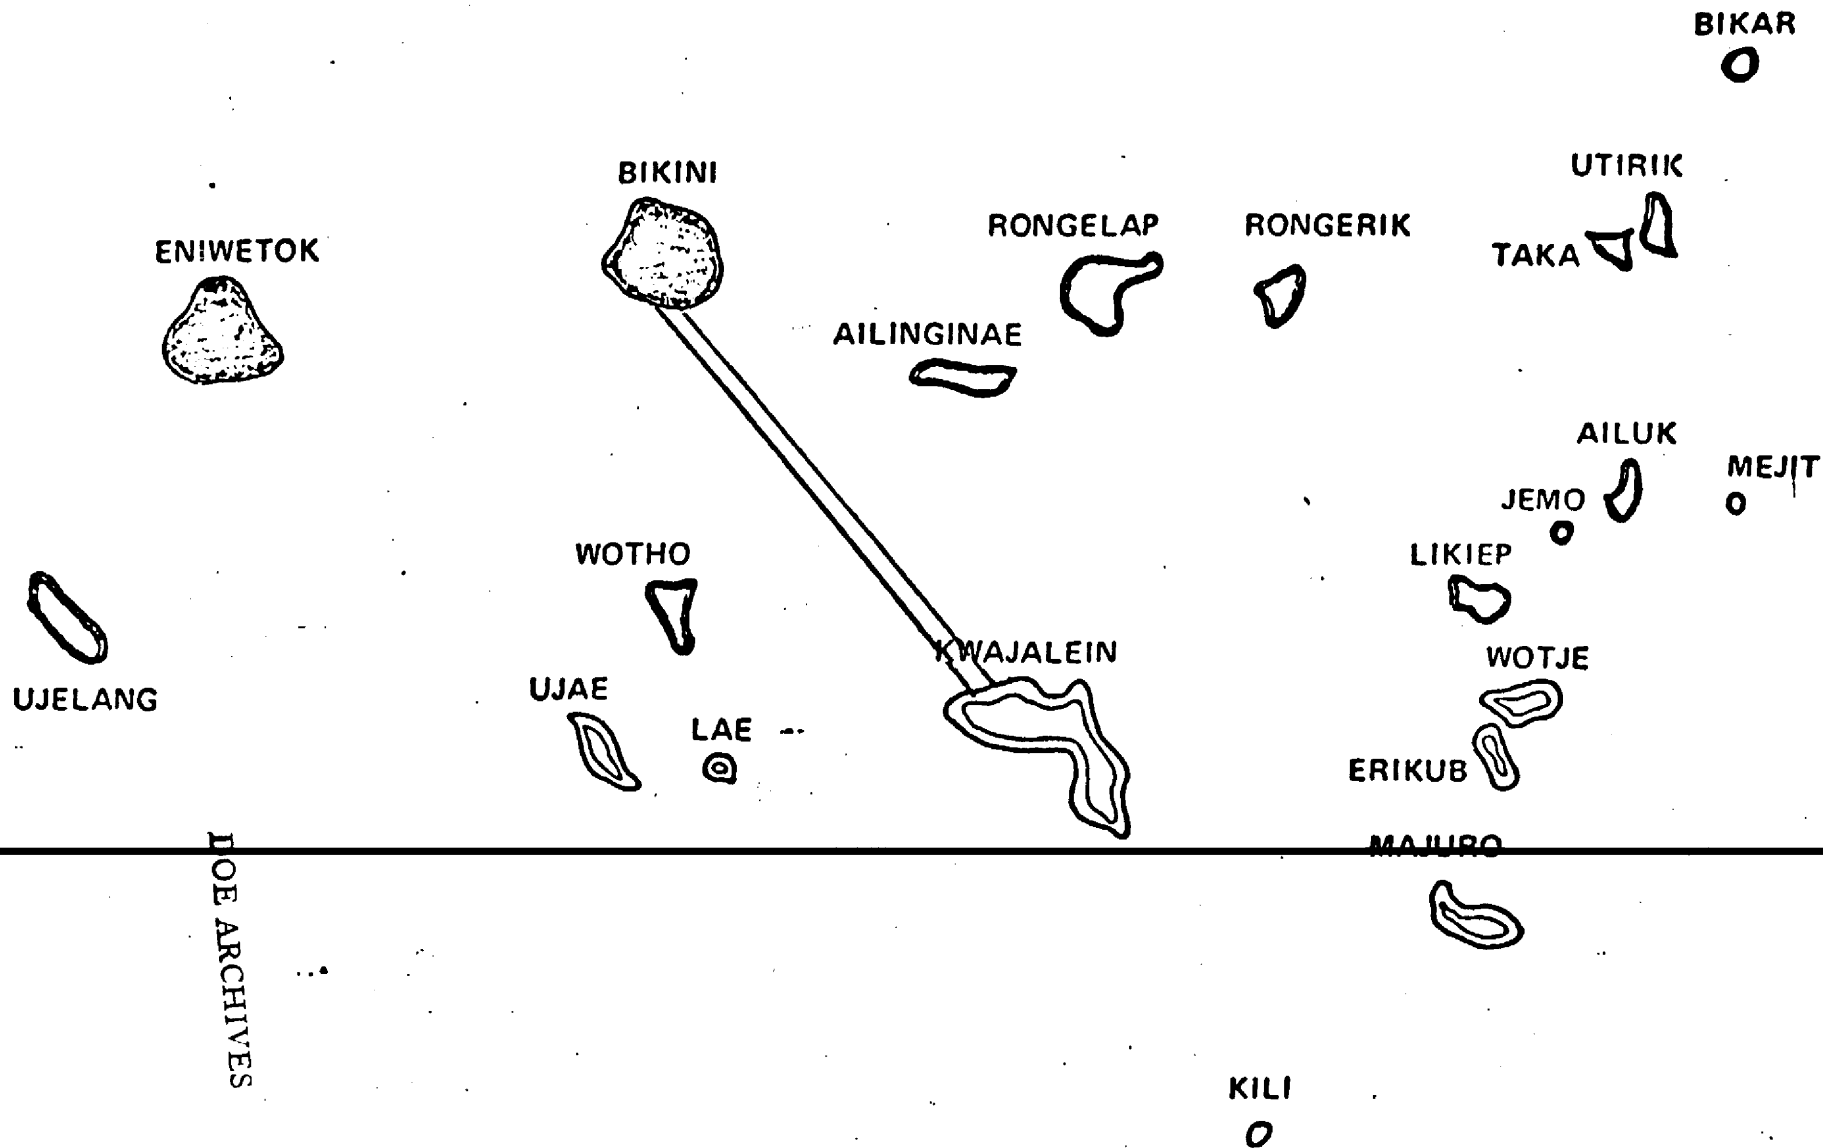 BIKAR
UTIRIK
BIKINI
RONGELAP
RONGERIK
TAKA
ENIWETOK
AILINGINAE
AILUK
MEJIT
JEMO
WOTHO
LIKIEP
KWAJALEIN
WOTJE
UJELANG
UJAE
LAE
ERIKUB
MAJURO
DOE ARCHIVES
KILI